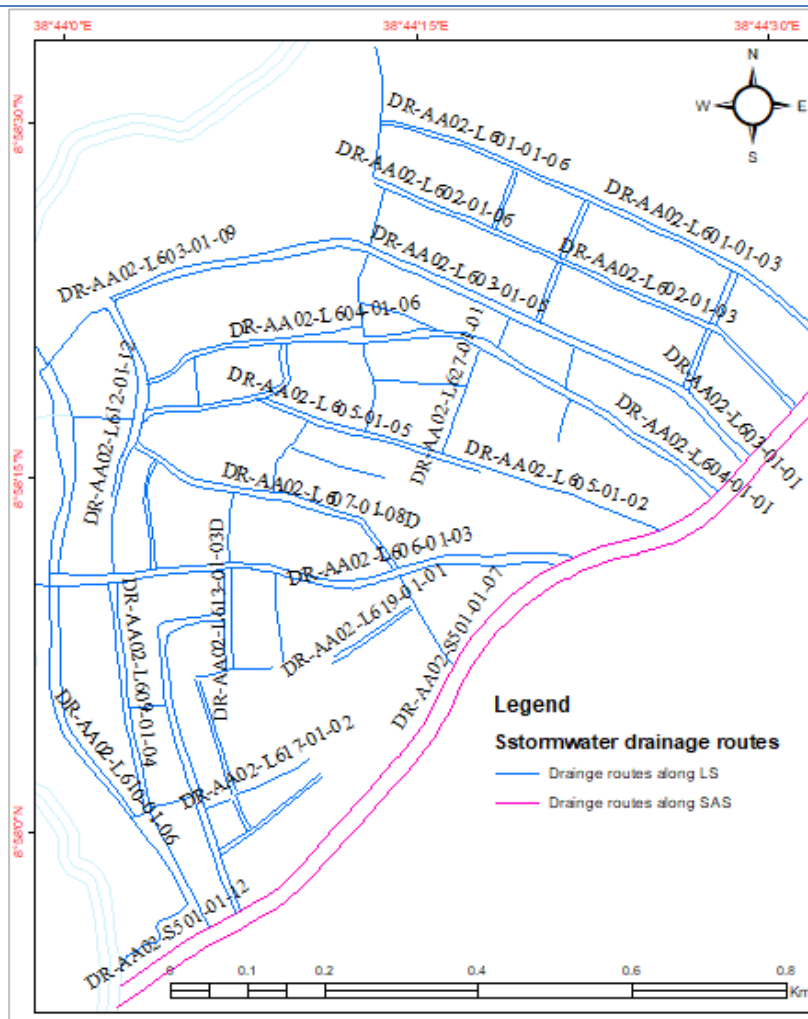 38°44'0"E
38°44'15"E
38°44'30"E
8°58'30"N
8°58'15"N
8°58'0"N
N
W
E
S
DR-AA02-L601-01-06
DR-AA02-L601-01-03
DR-AA02-L602-01-06
DR-AA02-L602-01-03
DR-AA02-L603-01-09
DR-AA02-L603-01-05
DR-AA02-L603-01-01
DR-AA02-L604-01-06
DR-AA02-L604-01-01
DR-AA02-L627-01-01
DR-AA02-L612-01-12
DR-AA02-L605-01-05
DR-AA02-L605-01-02
DR-AA02-L607-01-08D
DR-AA02-L606-01-03
DR-AA02-L613-01-03D
DR-AA02-L619-01-01
DR-AA02-S501-01-07
DR-AA02-L609-01-04
DR-AA02-L610-01-06
DR-AA02-L617-01-02
DR-AA02-S501-01-12
Legend
Sstormwater drainage routes
Drainge routes along LS
Drainge routes along SAS
0 0.1 0.2 0.4 0.6 0.8
Km